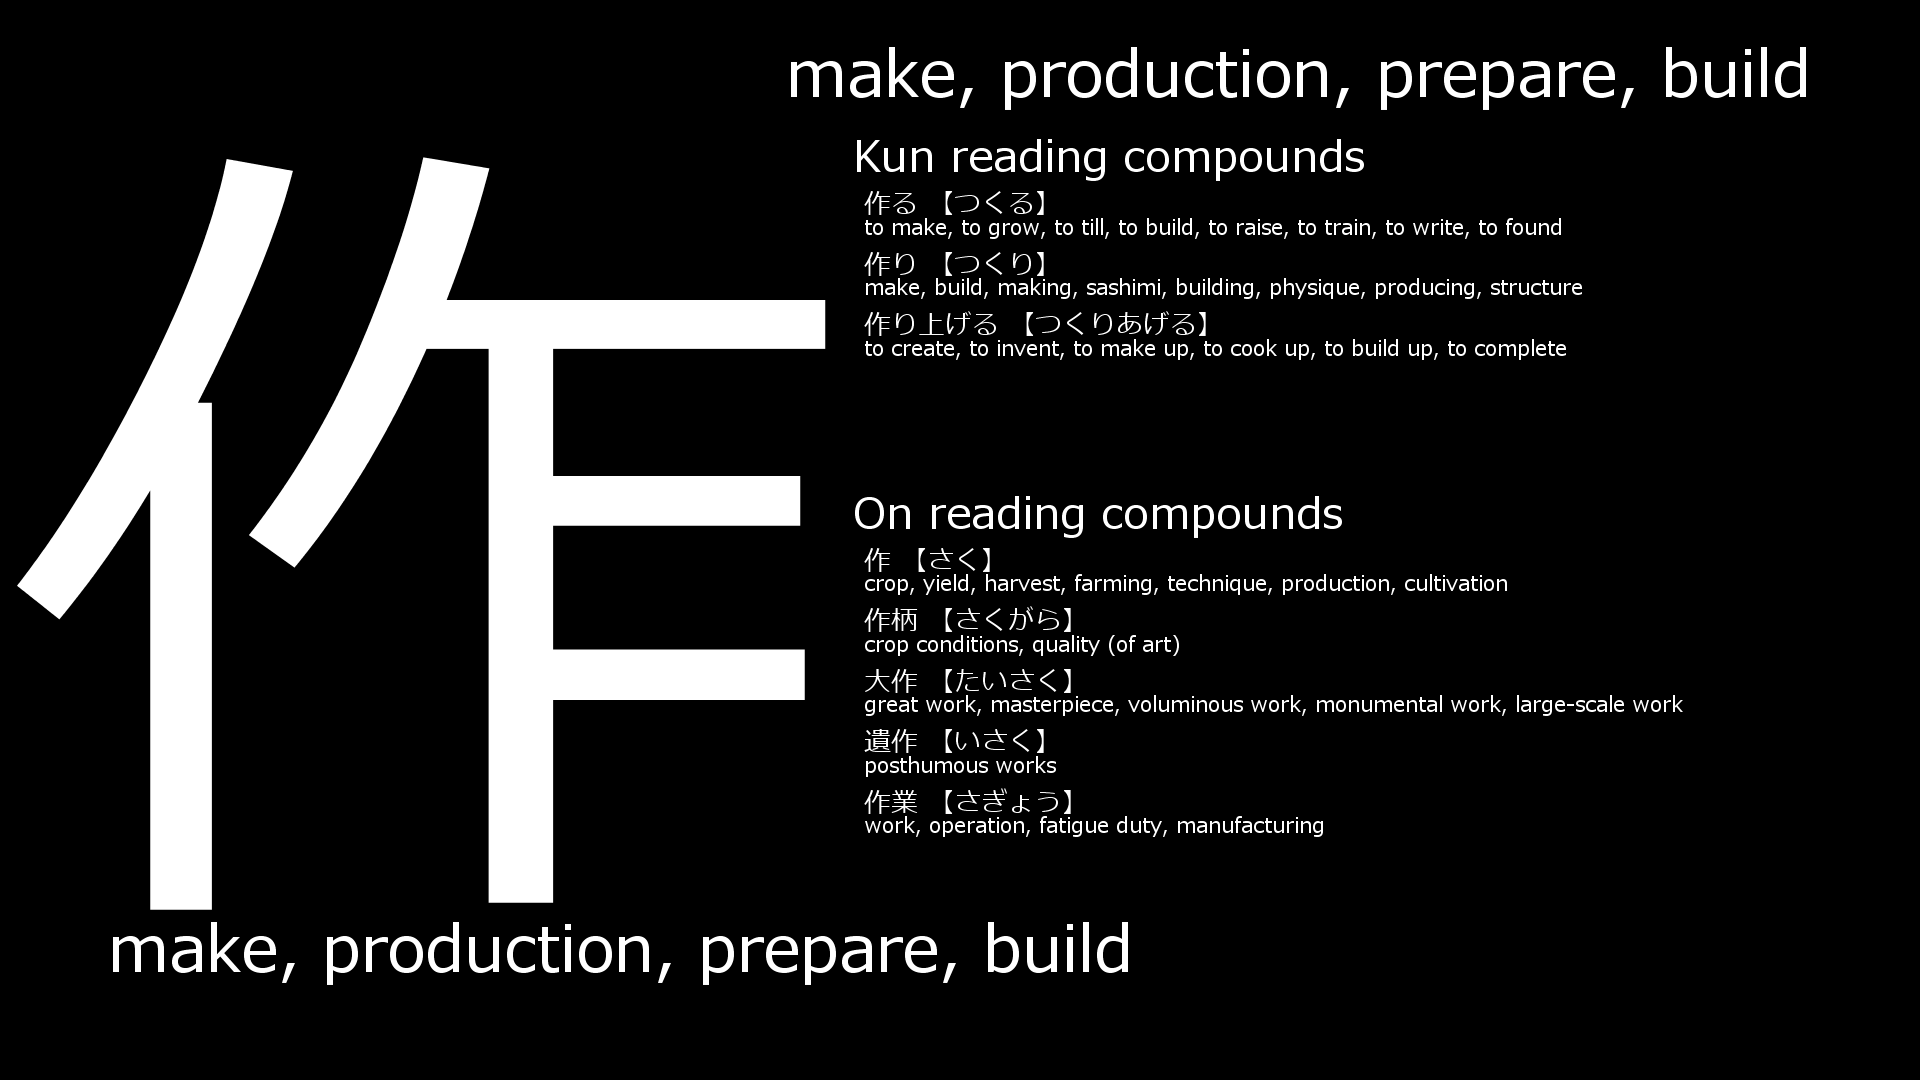 make, production, prepare, build
作
Kun reading compounds
作る 【つくる】
to make, to grow, to till, to build, to raise, to train, to write, to found
作り 【つくり】
make, build, making, sashimi, building, physique, producing, structure
作り上げる 【つくりあげる】
to create, to invent, to make up, to cook up, to build up, to complete
On reading compounds
作 【さく】
crop, yield, harvest, farming, technique, production, cultivation
作柄 【さくがら】
crop conditions, quality (of art)
大作 【たいさく】
great work, masterpiece, voluminous work, monumental work, large-scale work
遺作 【いさく】
posthumous works
作業 【さぎょう】
work, operation, fatigue duty, manufacturing
make, production, prepare, build